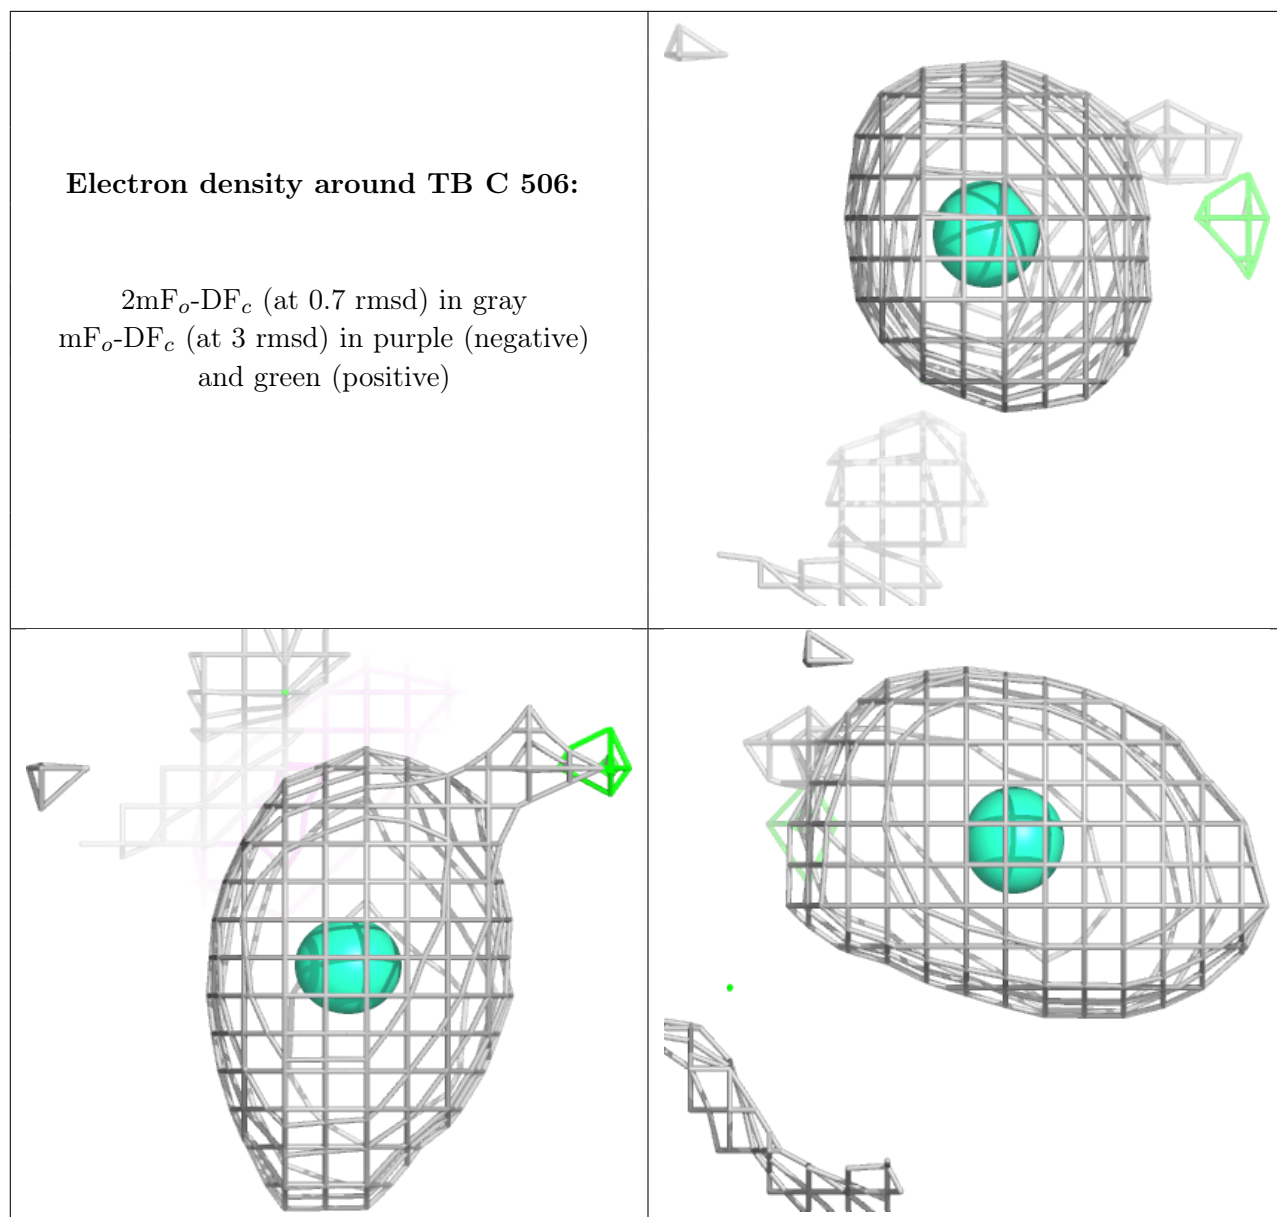 Electron density around TB C 506:
2mFo-DFc (at 0.7 rmsd) in gray
mFo-DFc (at 3 rmsd) in purple (negative)
and green (positive)